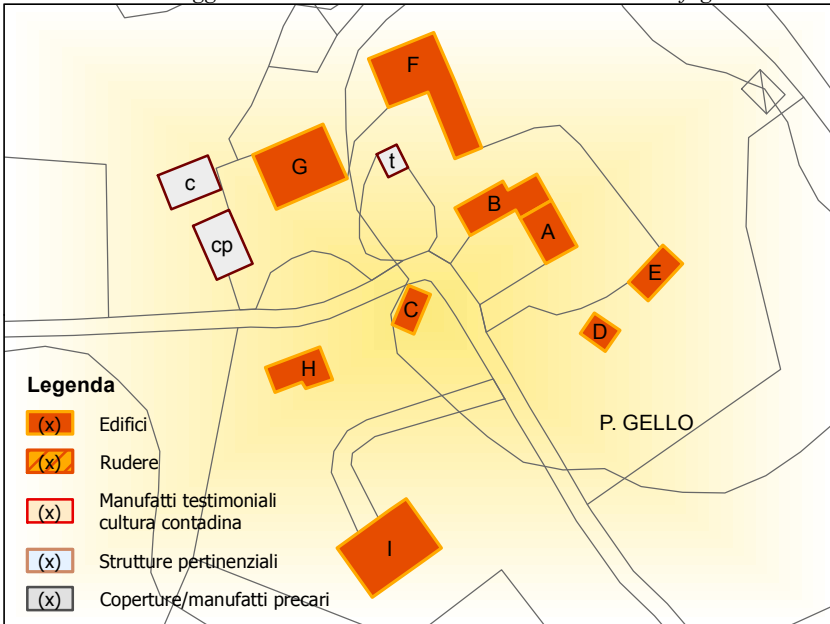 F
G
t
c
B
cp
A
E
C
D
H
P. GELLO
I
Legenda
(x) Edifici
(x) Rudere
(x) Manufatti testimoniali
cultura contadina
(x) Strutture pertinenziali
(x) Coperture/manufatti precari